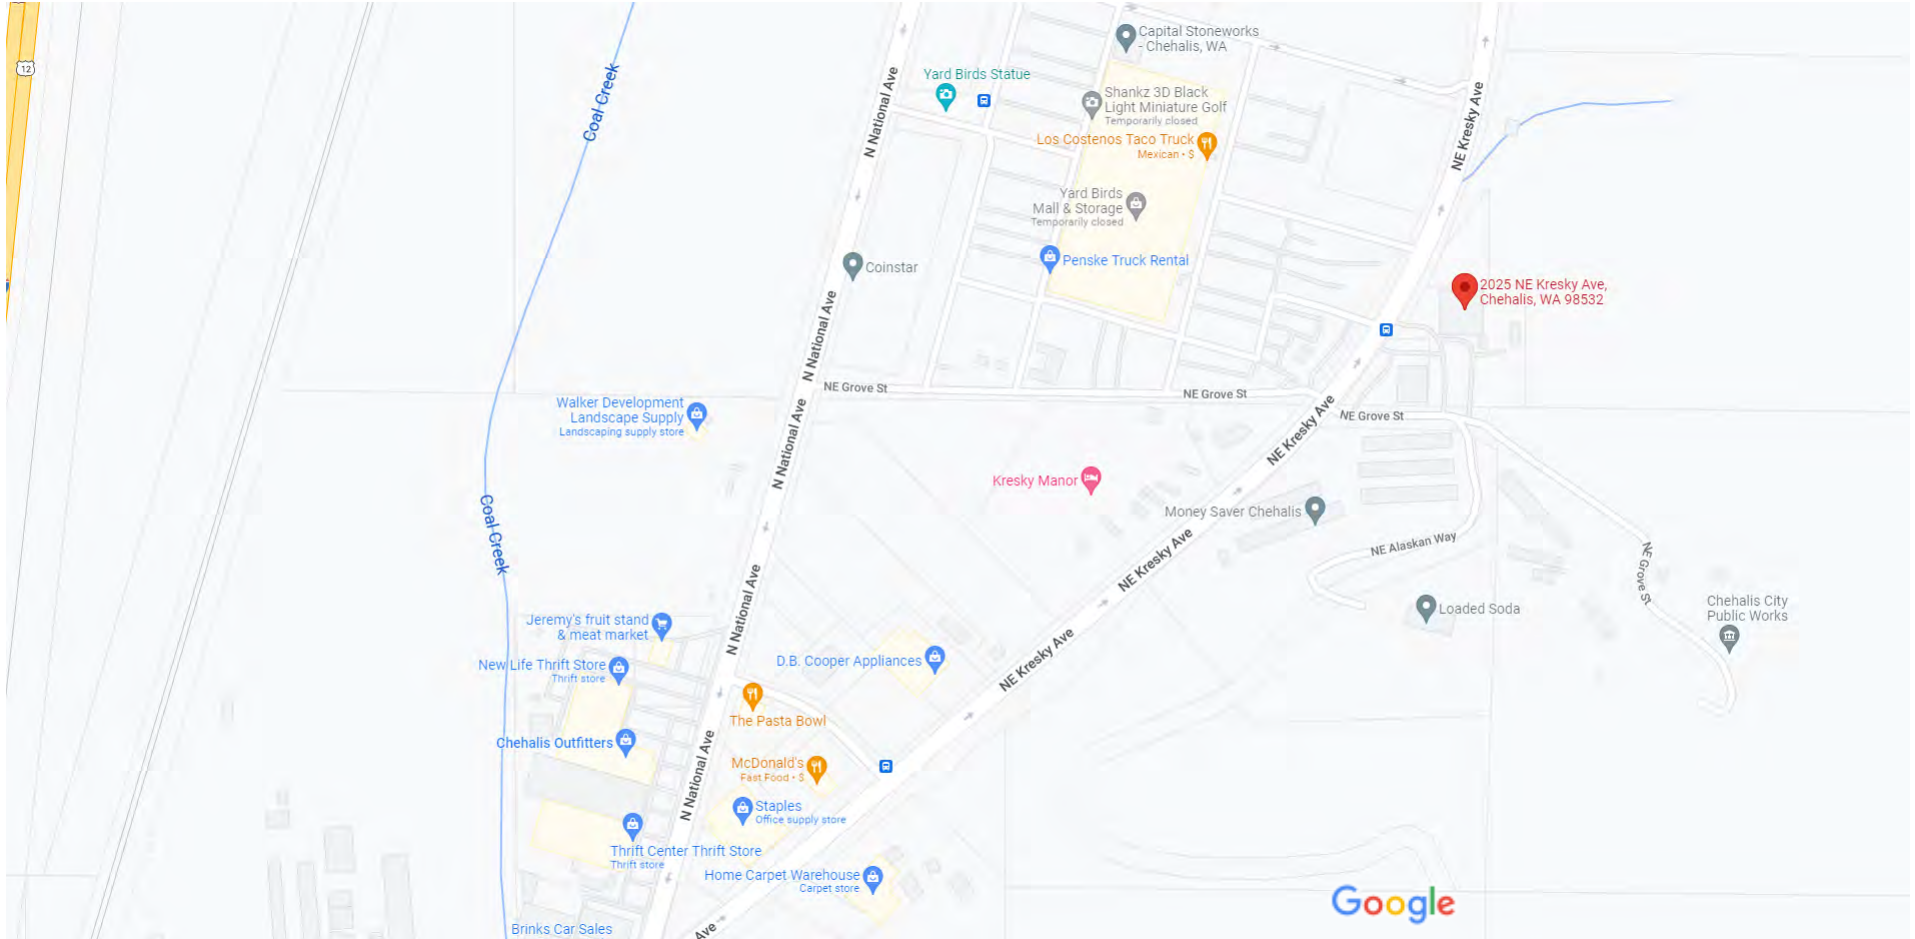 12
Coal Creek
N National Ave
Yard Birds Statue
Capital Stoneworks
- Chehalis, WA
Shankz 3D Black
Light Miniature Golf
Temporarily closed
Los Costenos Taco Truck
Mexican • $
NE Kresky Ave
Yard Birds
Mall & Storage
Temporarily closed
Coinstar
Penske Truck Rental
2025 NE Kresky Ave,
Chehalis, WA 98532
N National Ave
NE Grove St
NE Grove St
NE Grove St
Walker Development
Landscape Supply
Landscaping supply store
N National Ave
NE Kresky Ave
Kresky Manor
Money Saver Chehalis
Coal Creek
NE Kresky Ave
NE Alaskan Way
NE Grove St
Loaded Soda
Chehalis City
Public Works
N National Ave
Jeremy's fruit stand
& meat market
New Life Thrift Store
Thrift store
D.B. Cooper Appliances
NE Kresky Ave
The Pasta Bowl
Chehalis Outfitters
N National Ave
McDonald's
Fast Food • $
Staples
Office supply store
Thrift Center Thrift Store
Thrift store
Home Carpet Warehouse
Carpet store
Brinks Car Sales
Ave
Google